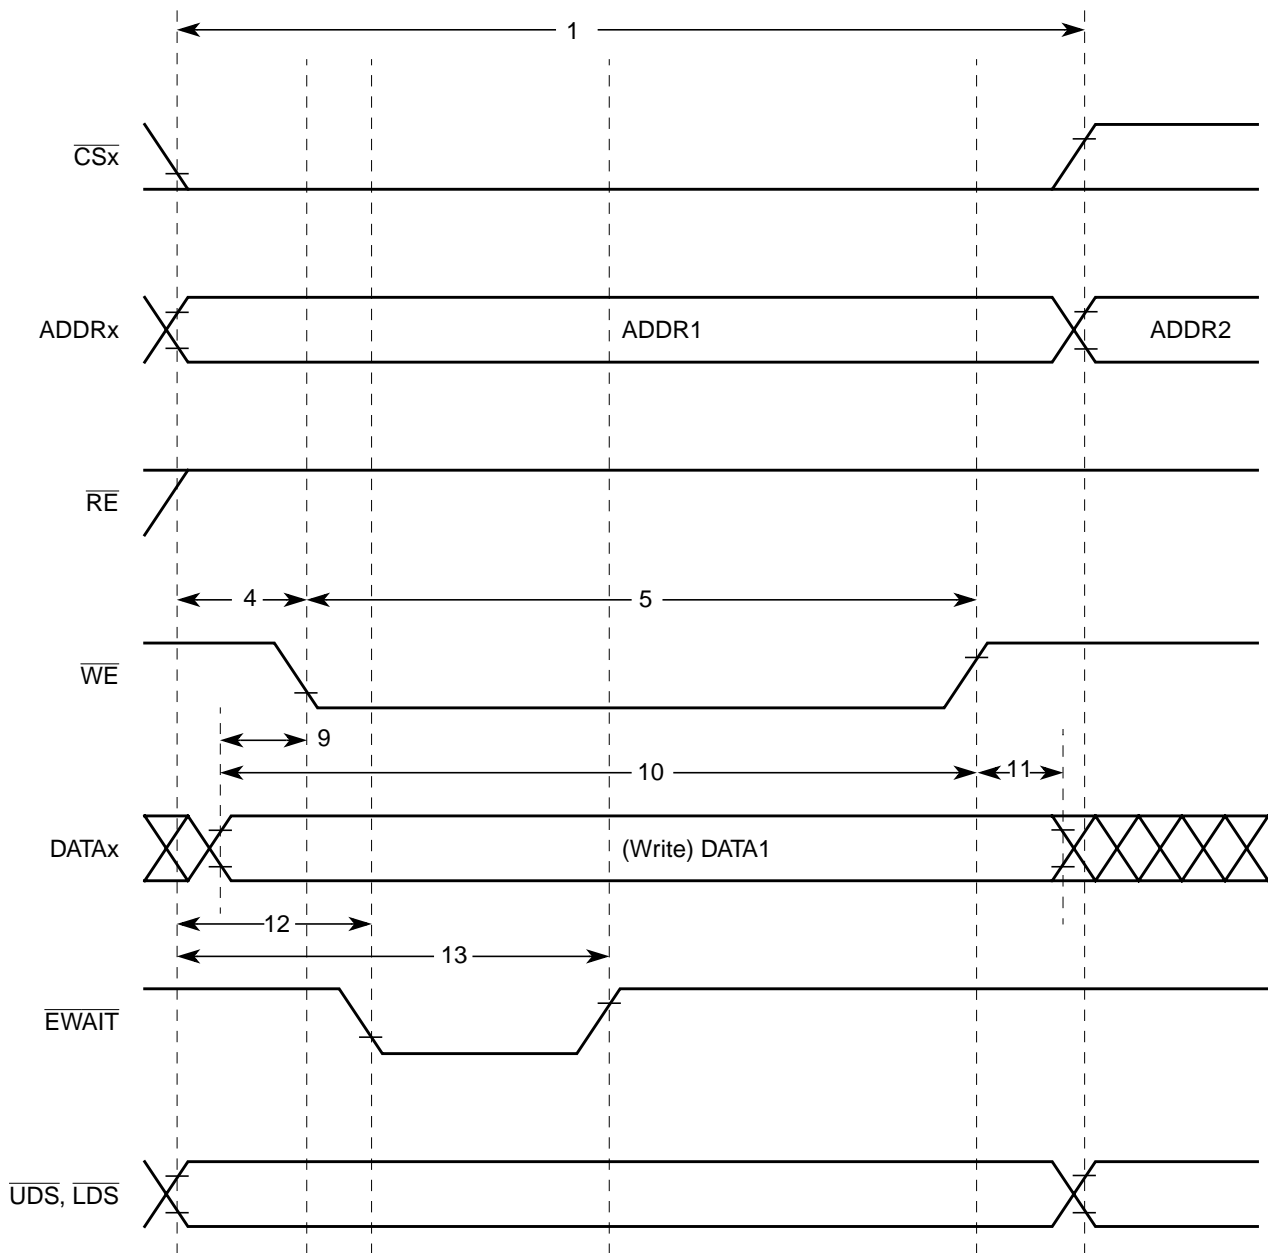 1
CSx
ADDRx ADDR1 ADDR2
RE
4 5
WE
9
10 11
DATAx (Write) DATA1
12
13
EWAIT
UDS, LDS